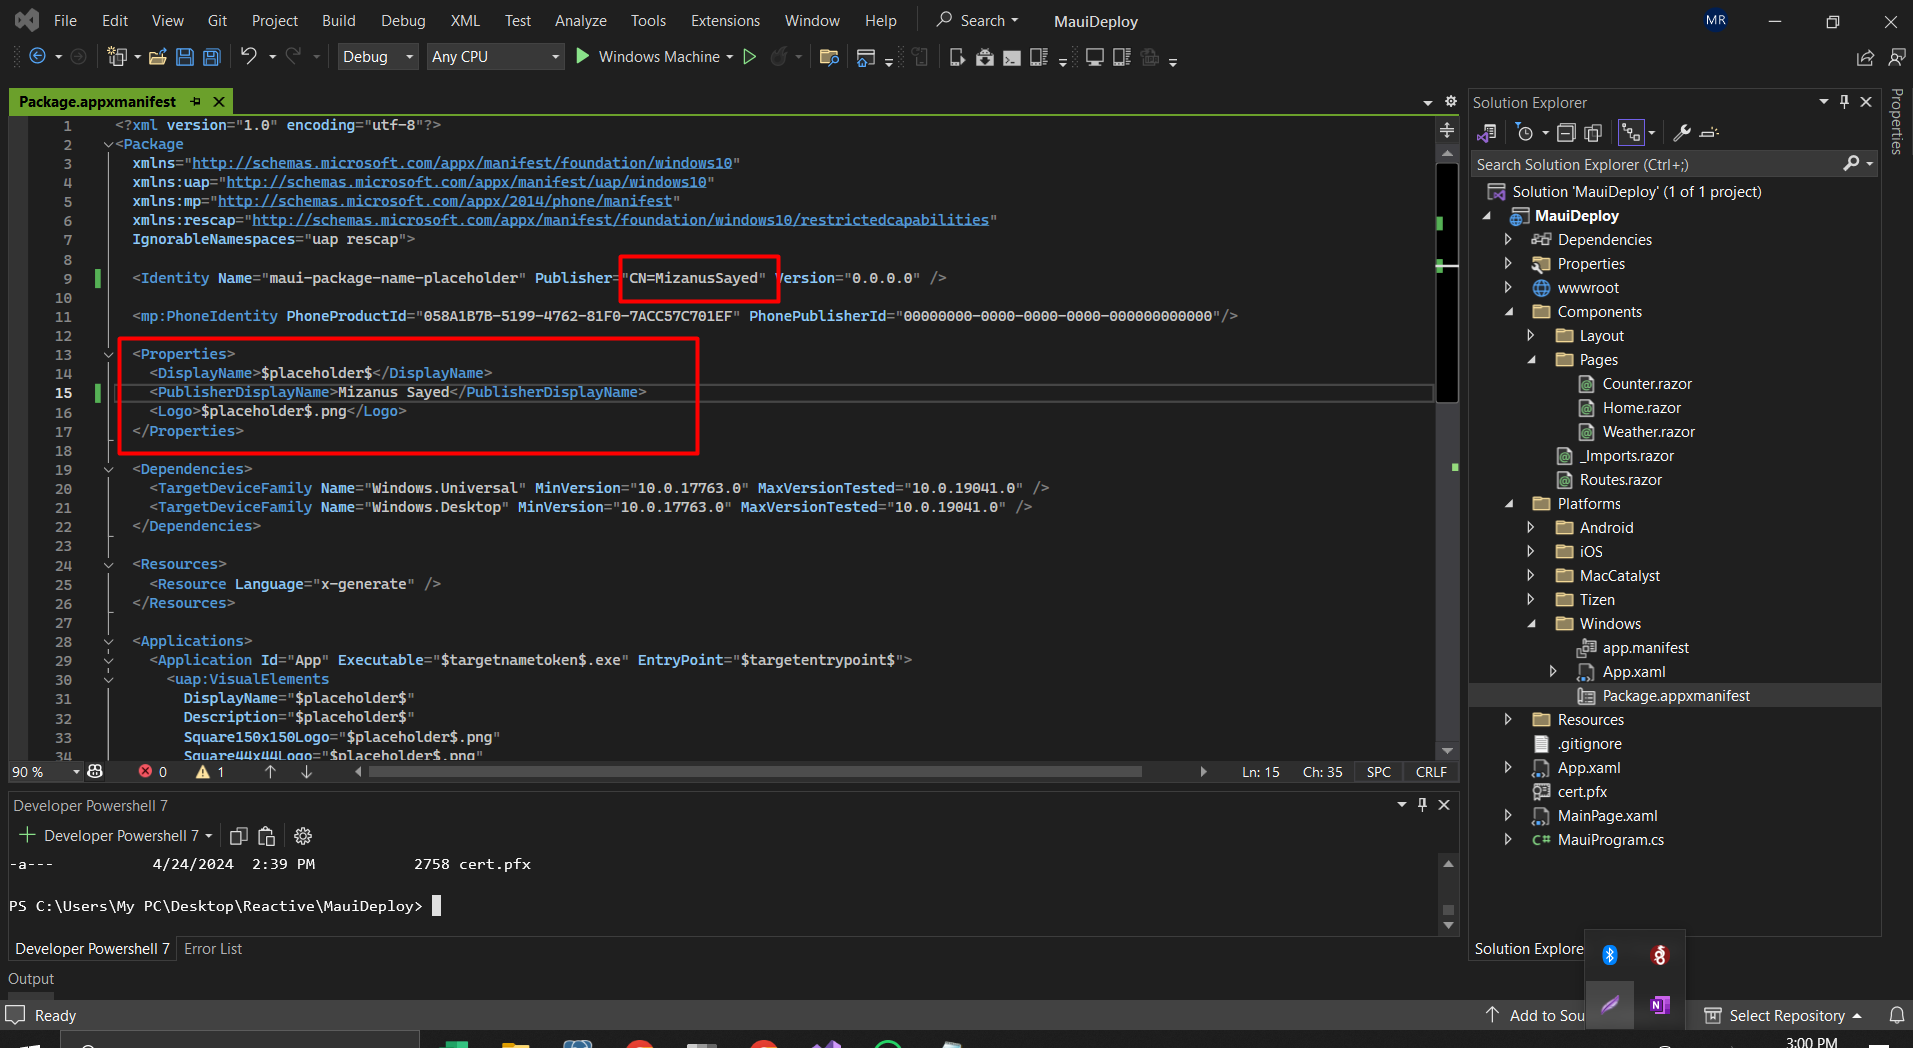 File Edit View Git Project Build Debug XML Test Analyze Tools Extensions Window Help Search MauiDeploy MR
Debug Any CPU Windows Machine
Package.appxmanifest
1 <?xml version="1.0" encoding="utf-8"?>
2 <Package
3 xmlns="http://schemas.microsoft.com/appx/manifest/foundation/windows10"
4 xmlns:uap="http://schemas.microsoft.com/appx/manifest/uap/windows10"
5 xmlns:mp="http://schemas.microsoft.com/appx/2014/phone/manifest"
6 xmlns:rescap="http://schemas.microsoft.com/appx/manifest/foundation/windows10/restrictedcapabilities"
7 IgnorableNamespaces="uap rescap">
8
9 <Identity Name="maui-package-name-placeholder" Publisher="CN=MizanusSayed" Version="0.0.0.0" />
10
11 <mp:PhoneIdentity PhoneProductId="058A1B7B-5199-4762-81F0-7ACC57C701EF" PhonePublisherId="00000000-0000-0000-0000-000000000000"/>
12
13 <Properties>
14 <DisplayName>$placeholder$</DisplayName>
15 <PublisherDisplayName>Mizanus Sayed</PublisherDisplayName>
16 <Logo>$placeholder$.png</Logo>
17 </Properties>
18
19 <Dependencies>
20 <TargetDeviceFamily Name="Windows.Universal" MinVersion="10.0.17763.0" MaxVersionTested="10.0.19041.0" />
21 <TargetDeviceFamily Name="Windows.Desktop" MinVersion="10.0.17763.0" MaxVersionTested="10.0.19041.0" />
22 </Dependencies>
23
24 <Resources>
25 <Resource Language="x-generate" />
26 </Resources>
27
28 <Applications>
29 <Application Id="App" Executable="$targetnametoken$.exe" EntryPoint="$targetentrypoint$">
30 <uap:VisualElements
31 DisplayName="$placeholder$"
32 Description="$placeholder$"
33 Square150x150Logo="$placeholder$.png"
34 Square44x44Logo="$placeholder$.png"
90 % 0 1 Ln: 15 Ch: 35 SPC CRLF
Developer Powershell 7
Developer Powershell 7
-a--- 4/24/2024 2:39 PM 2758 cert.pfx
PS C:\Users\My PC\Desktop\Reactive\MauiDeploy>
Developer Powershell 7 Error List
Output
Solution Explorer
Search Solution Explorer (Ctrl+;)
Solution 'MauiDeploy' (1 of 1 project)
MauiDeploy
Dependencies
Properties
wwwroot
Components
Layout
Pages
Counter.razor
Home.razor
Weather.razor
_Imports.razor
Routes.razor
Platforms
Android
iOS
MacCatalyst
Tizen
Windows
app.manifest
App.xaml
Package.appxmanifest
Resources
.gitignore
App.xaml
cert.pfx
MainPage.xaml
C# MauiProgram.cs
Solution Explore
Properties
Ready Add to Sou Select Repository
3:00 PM